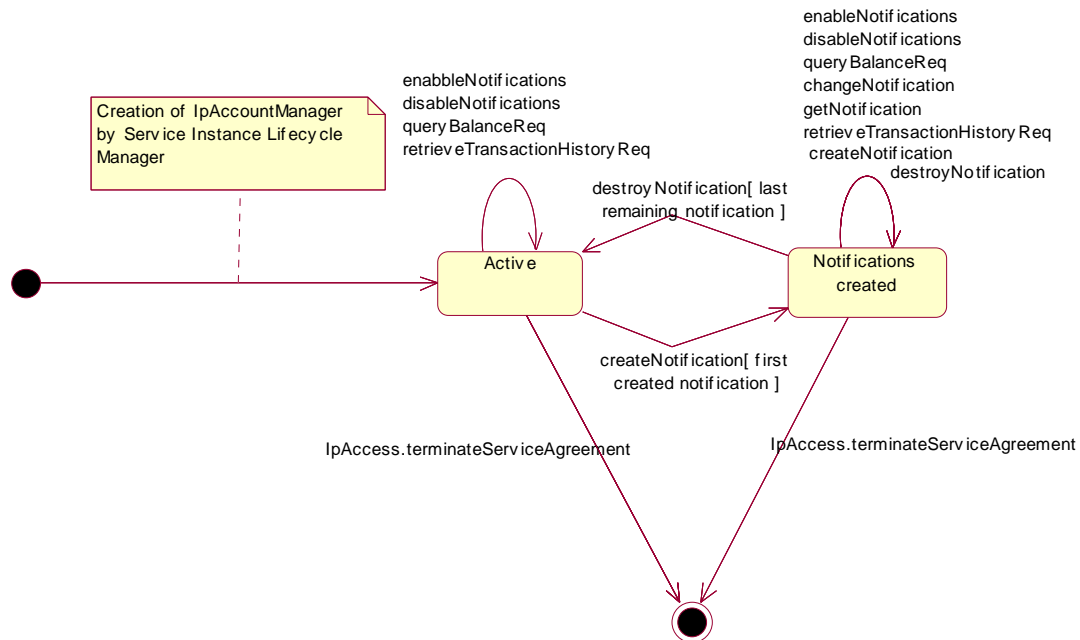 Creation of IpAccountManager
by Service Instance Lifecycle
Manager
enabbleNotifications
disableNotifications
queryBalanceReq
retrieveTransactionHistoryReq
enableNotifications
disableNotifications
queryBalanceReq
changeNotification
getNotification
retrieveTransactionHistoryReq
createNotification
destroyNotification
destroyNotification[ last
remaining notification ]
Active
Notifications
created
createNotification[ first
created notification ]
IpAccess.terminateServiceAgreement
IpAccess.terminateServiceAgreement